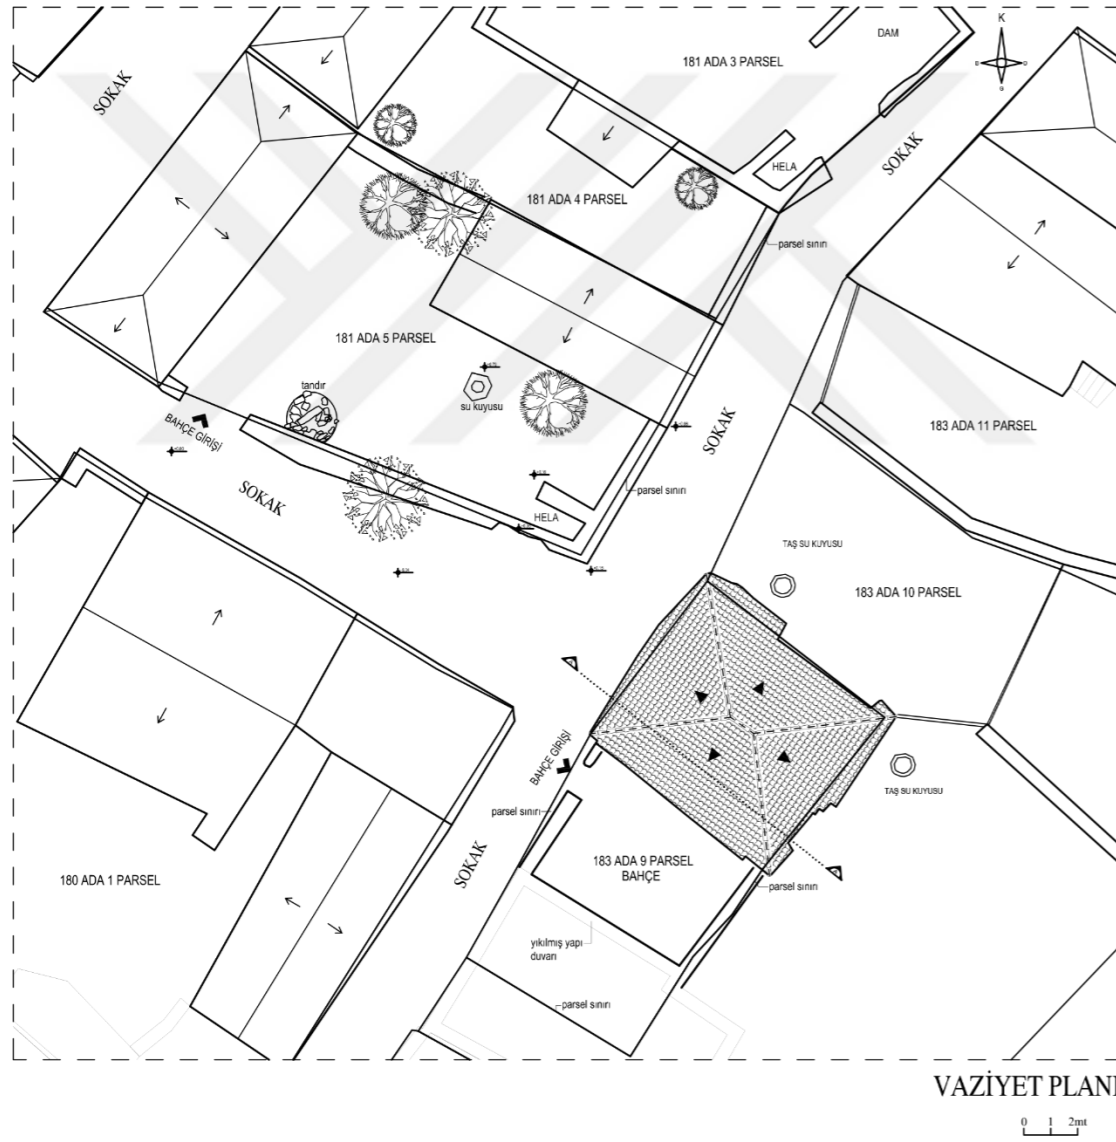 DAM
K
181 ADA 3 PARSEL
SOKAK
SOKAK
HELA
181 ADA 4 PARSEL
parsel sınırı
181 ADA 5 PARSEL
tandır
su kuyusu
BAHÇE GİRİŞİ
SOKAK
183 ADA 11 PARSEL
SOKAK
parsel sınırı
HELA
TAŞ SU KUYUSU
183 ADA 10 PARSEL
BAHÇE GİRİŞİ
TAŞ SU KUYUSU
parsel sınırı
SOKAK
183 ADA 9 PARSEL
BAHÇE
180 ADA 1 PARSEL
parsel sınırı
yıkılmış yapı
duvarı
parsel sınırı
VAZİYET PLANI
0 1 2mt